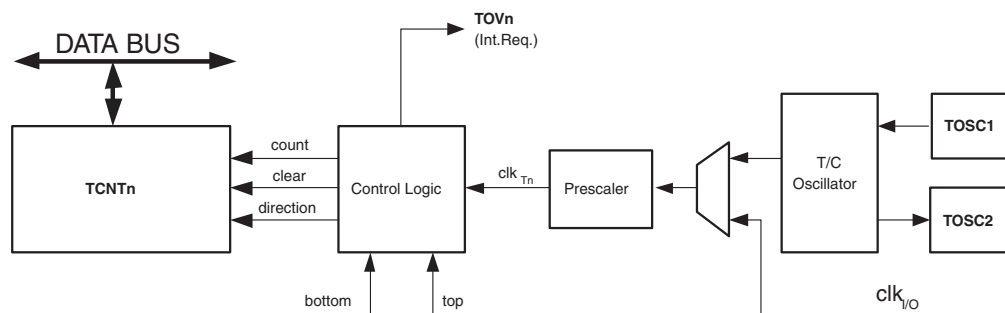 TOVn
(Int.Req.)
DATA BUS
TOSC1
count
T/C
Oscillator
TCNTn
clear
Control Logic
clk Tn
Prescaler
direction
TOSC2
bottom
top
clk I/O